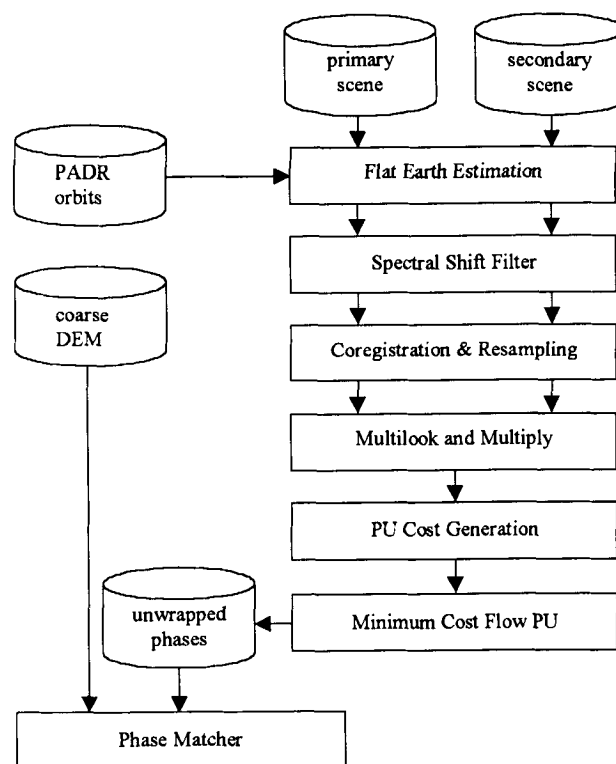 primary
scene
secondary
scene
PADR
orbits
Flat Earth Estimation
Spectral Shift Filter
coarse
DEM
Coregistration & Resampling
Multilook and Multiply
PU Cost Generation
unwrapped
phases
Minimum Cost Flow PU
Phase Matcher